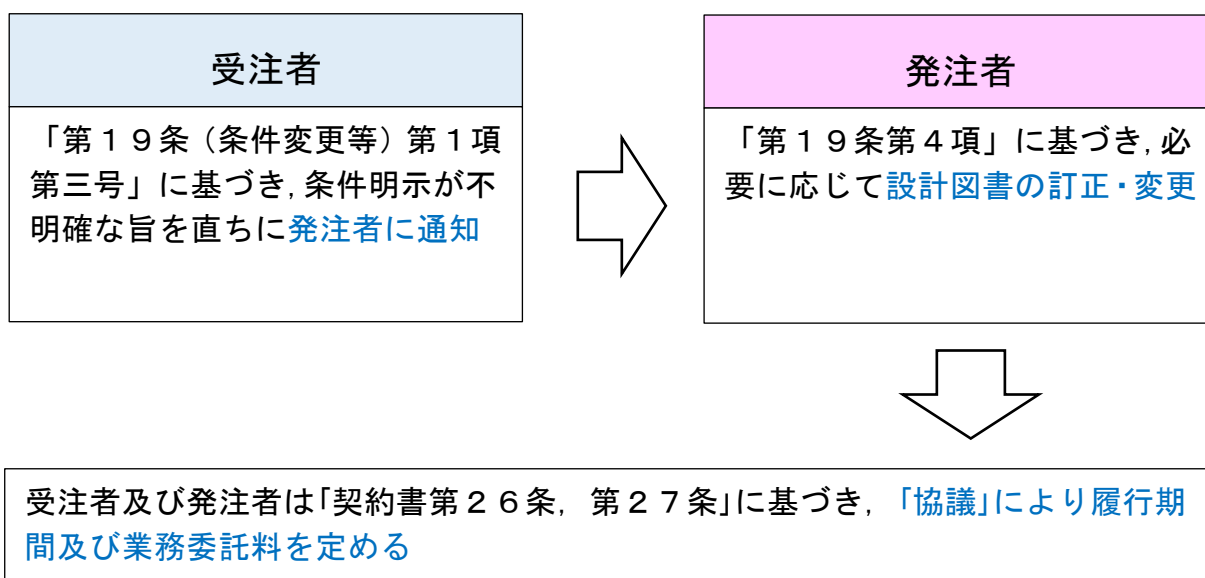 受注者
「第１９条（条件変更等）第１項
第三号」に基づき,条件明示が不
明確な旨を直ちに発注者に通知
発注者
「第１９条第４項」に基づき,必
要に応じて設計図書の訂正・変更
受注者及び発注者は「契約書第２６条，第２７条」に基づき，「協議」により履行期
間及び業務委託料を定める